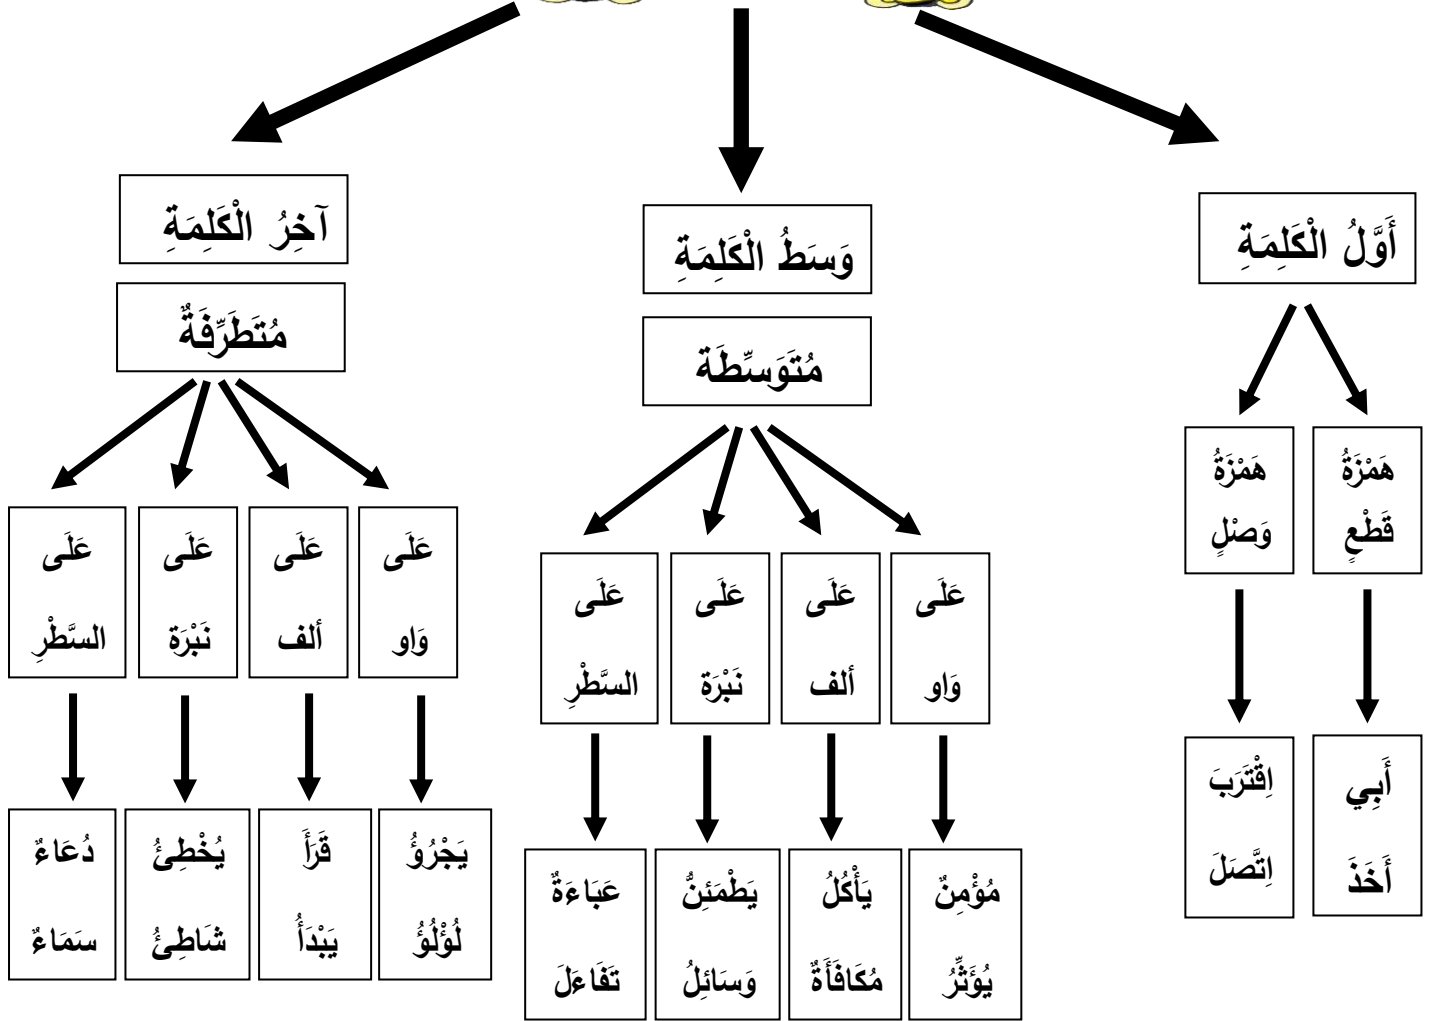 أَوَّلُ الْكَلِمَةِ
هَمْزَةُ
قَطْعٍ
أَبِي
أَخَذَ
هَمْزَةُ
وَصْلٍ
اِقْتَرَبَ
اِتَّصَلَ
وَسَطُ الْكَلِمَةِ
مُتَوَسِّطَة
عَلَى
وَاو
مُؤْمِنٌ
يُؤَثِّرُ
عَلَى
ألف
يَأْكُلُ
مُكَافَأَةٌ
عَلَى
نَبْرَة
يَطْمَئِنُّ
وَسَائِلُ
عَلَى
السَّطْرِ
عَبَاءَةٌ
تَفَاءَلَ
آخِرُ الْكَلِمَةِ
مُتَطَرِّفَةٌ
عَلَى
وَاو
يَجْرُؤُ
لُؤْلُؤُ
عَلَى
ألف
قَرَأَ
يَبْدَأُ
عَلَى
نَبْرَة
يُخْطِئُ
شَاطِئُ
عَلَى
السَّطْرِ
دُعَاءٌ
سَمَاءٌ